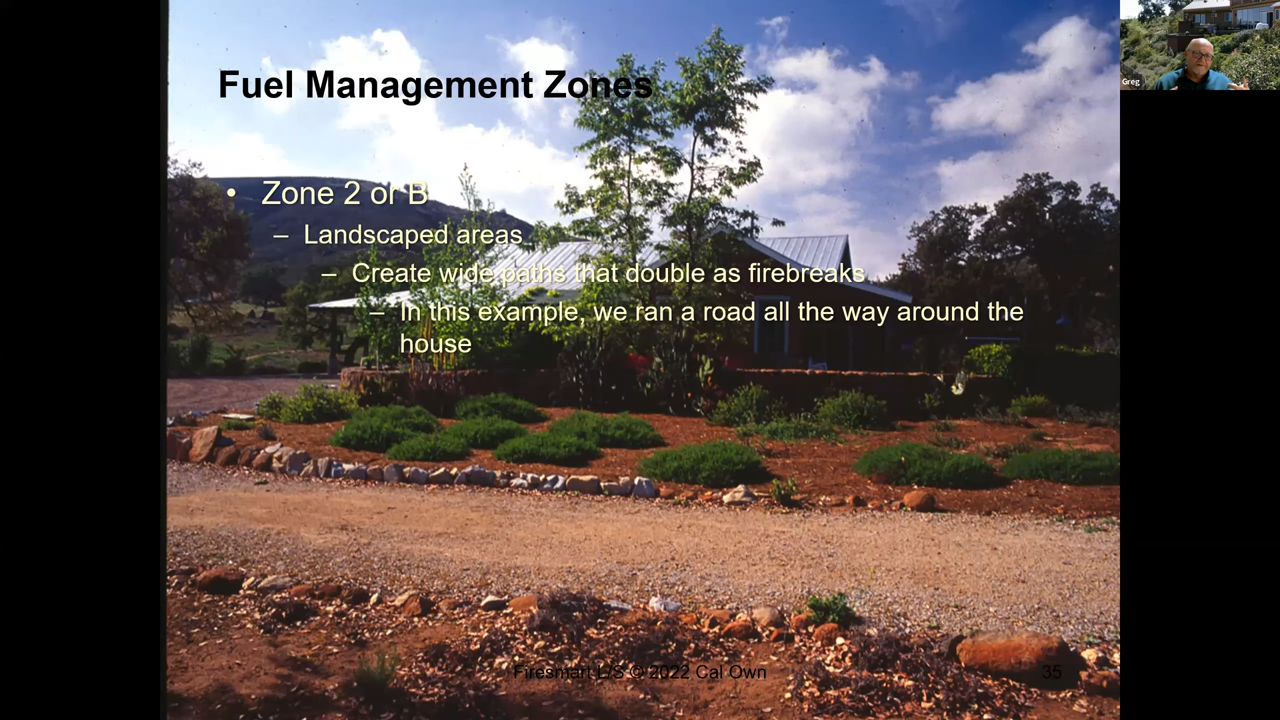 Fuel Management Zones
• Zone 2 or B
– Landscaped areas
– Create wide paths that double as firebreaks
– In this example, we ran a road all the way around the
house
Firesmart L/S © 2022 Cal Own
35
Greg